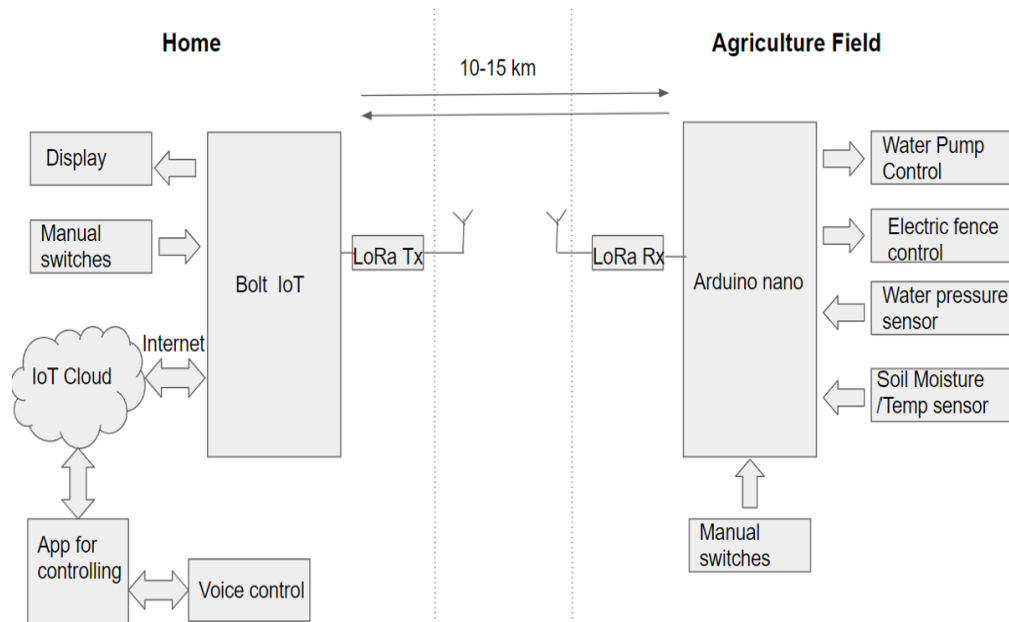 Home
Agriculture Field
10-15 km
Display
Manual
switches
Internet
IoT Cloud
App for
controlling
Voice control
Bolt IoT
LoRa Tx
LoRa Rx
Arduino nano
Water Pump
Control
Electric fence
control
Water pressure
sensor
Soil Moisture
/Temp sensor
Manual
switches